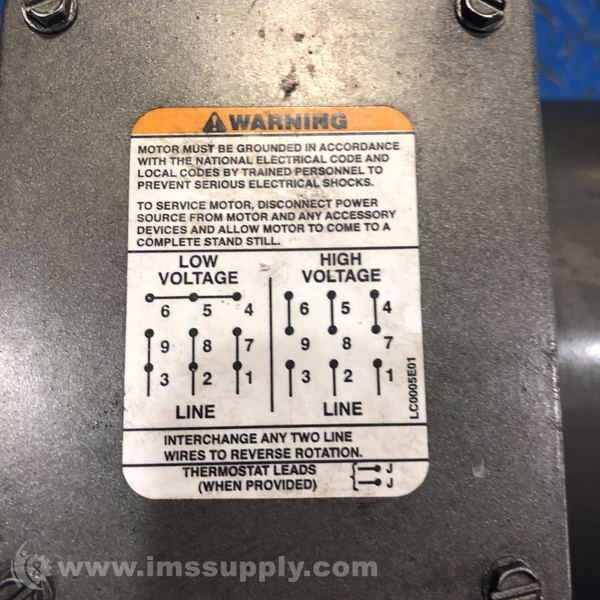 ⚠ WARNING
MOTOR MUST BE GROUNDED IN ACCORDANCE
WITH THE NATIONAL ELECTRICAL CODE AND
LOCAL CODES BY TRAINED PERSONNEL TO
PREVENT SERIOUS ELECTRICAL SHOCKS.
TO SERVICE MOTOR, DISCONNECT POWER
SOURCE FROM MOTOR AND ANY ACCESSORY
DEVICES AND ALLOW MOTOR TO COME TO A
COMPLETE STAND STILL.
LOW
VOLTAGE
6 5 4
9 8 7
3 2 1
LINE
HIGH
VOLTAGE
6 5 4
9 8 7
3 2 1
LINE
LC0005E01
INTERCHANGE ANY TWO LINE
WIRES TO REVERSE ROTATION.
THERMOSTAT LEADS J
(WHEN PROVIDED) J
www.imssupply.com